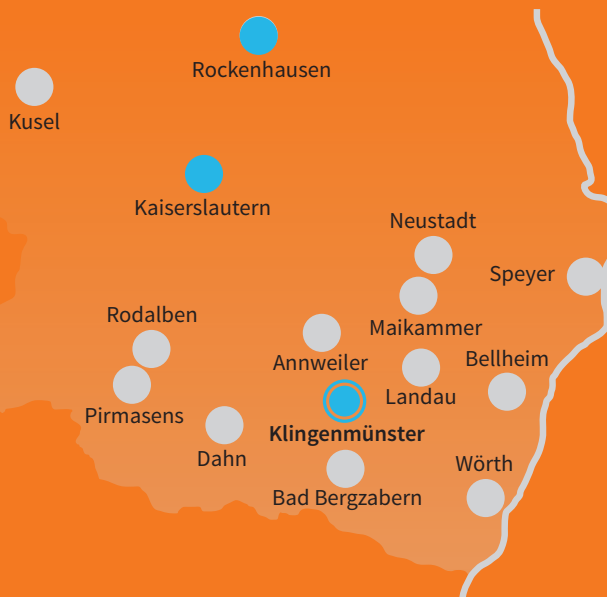 Rockenhausen
Kusel
Kaiserslautern
Neustadt
Speyer
Rodalben
Maikammer
Annweiler
Bellheim
Landau
Pirmasens
Klingenmünster
Dahn
Wörth
Bad Bergzabern